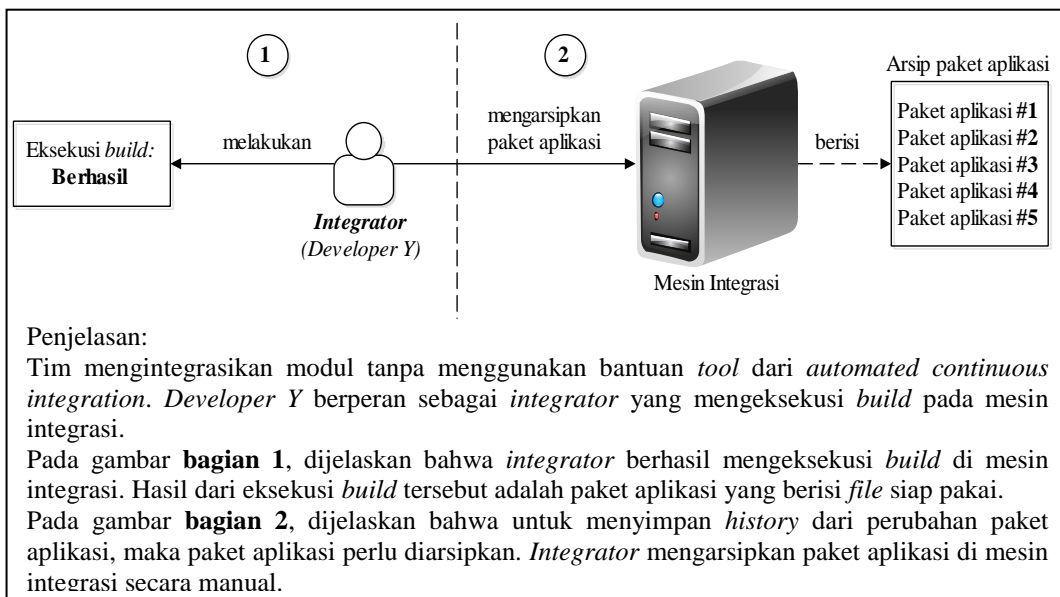 1
2
Arsip paket aplikasi
Eksekusi build:
Berhasil
melakukan
mengarsipkan
paket aplikasi
berisi
Paket aplikasi #1
Paket aplikasi #2
Paket aplikasi #3
Paket aplikasi #4
Paket aplikasi #5
Integrator
(Developer Y)
Mesin Integrasi
Penjelasan:
Tim mengintegrasikan modul tanpa menggunakan bantuan tool dari automated continuous
integration. Developer Y berperan sebagai integrator yang mengeksekusi build pada mesin
integrasi.
Pada gambar bagian 1, dijelaskan bahwa integrator berhasil mengeksekusi build di mesin
integrasi. Hasil dari eksekusi build tersebut adalah paket aplikasi yang berisi file siap pakai.
Pada gambar bagian 2, dijelaskan bahwa untuk menyimpan history dari perubahan paket
aplikasi, maka paket aplikasi perlu diarsipkan. Integrator mengarsipkan paket aplikasi di mesin
integrasi secara manual.